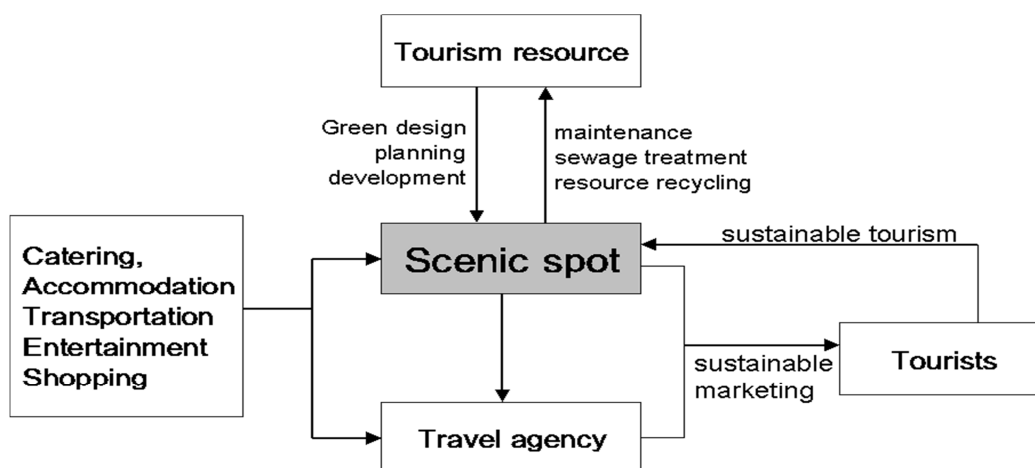 Tourism resource
Green design
planning
development
maintenance
sewage treatment
resource recycling
Catering,
Accommodation
Transportation
Entertainment
Shopping
Scenic spot
sustainable tourism
sustainable
marketing
Tourists
Travel agency